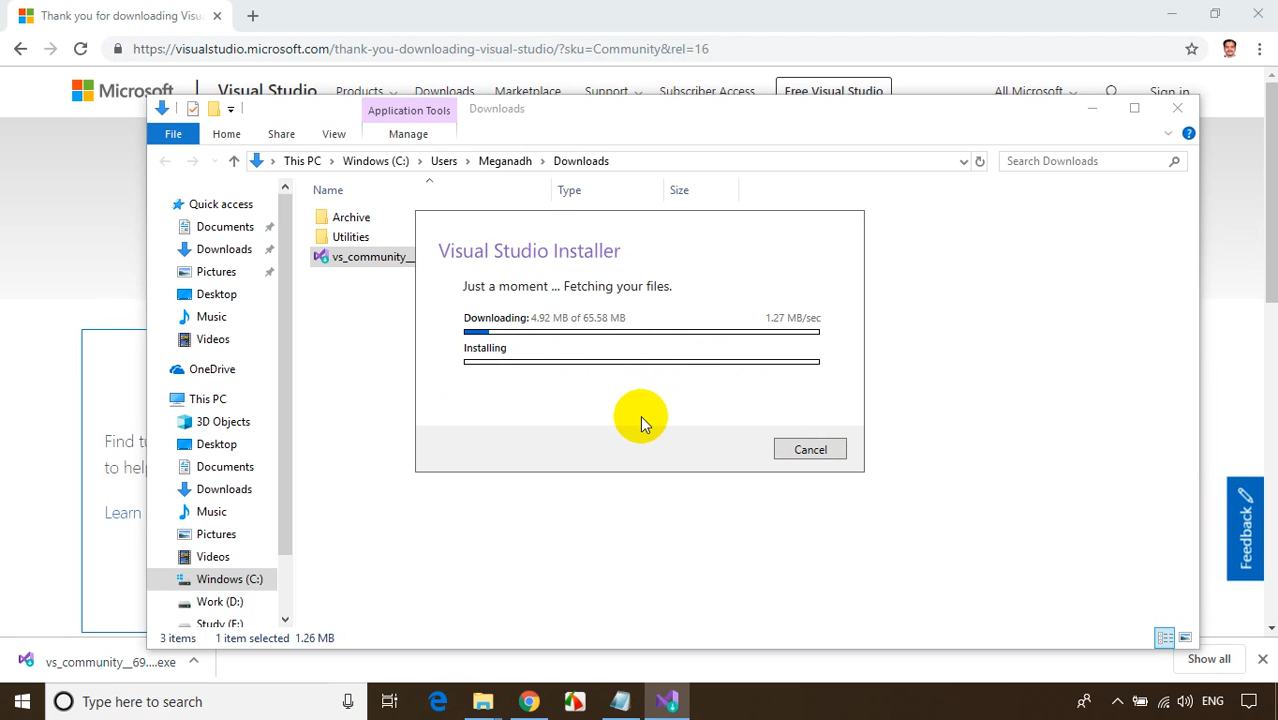 Thank you for downloading Visu
https://visualstudio.microsoft.com/thank-you-downloading-visual-studio/?sku=Community&rel=16
Microsoft
Visual Studio
Products
Downloads
Marketplace
Support
Subscriber Access
Free Visual Studio
All Microsoft
Sign in
Application Tools
Downloads
File
Home
Share
View
Manage
This PC
Windows (C:)
Users
Meganadh
Downloads
Search Downloads
Name
Type
Size
Quick access
Documents
Downloads
Pictures
Desktop
Music
Videos
OneDrive
This PC
3D Objects
Desktop
Documents
Downloads
Music
Pictures
Videos
Windows (C:)
Work (D:)
Archive
Utilities
vs_community__
Visual Studio Installer
Just a moment ... Fetching your files.
Downloading: 4.92 MB of 65.58 MB
1.27 MB/sec
Installing
Cancel
Find tu
to help
Learn
Feedback
3 items
1 item selected 1.26 MB
vs_community__69....exe
Show all
Type here to search
ENG